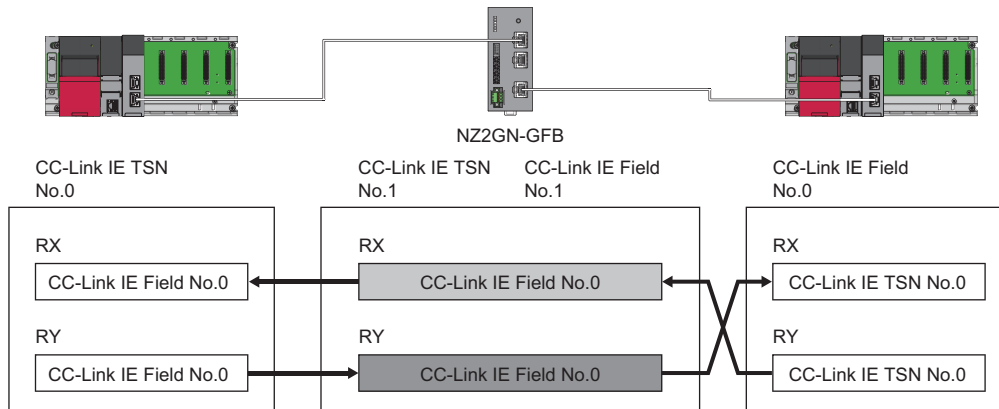 NZ2GN-GFB
CC-Link IE TSN
No.0
CC-Link IE TSN
No.1
CC-Link IE Field
No.1
CC-Link IE Field
No.0
RX
CC-Link IE Field No.0
RY
CC-Link IE Field No.0
RX
CC-Link IE Field No.0
RY
CC-Link IE Field No.0
RX
CC-Link IE TSN No.0
RY
CC-Link IE TSN No.0